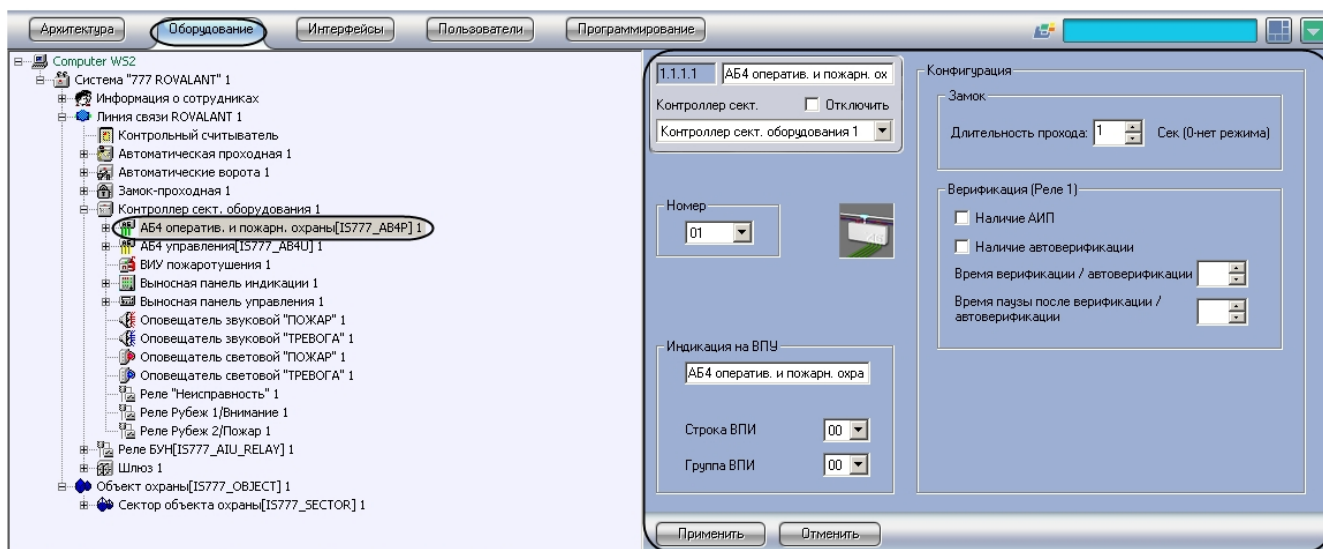 Архитектура
Оборудование
Интерфейсы
Пользователи
Программирование
Computer WS2
Система "777 ROVALANT" 1
Информация о сотрудниках
Линия связи ROVALANT 1
Контрольный считыватель
Автоматическая проходная 1
Автоматические ворота 1
Замок-проходная 1
Контроллер сект. оборудования 1
АБ4 оператив. и пожарн. охраны[IS777_AB4P] 1
АБ4 управления[IS777_AB4U] 1
ВИУ пожаротушения 1
Выносная панель индикации 1
Выносная панель управления 1
Оповещатель звуковой "ПОЖАР" 1
Оповещатель звуковой "ТРЕВОГА" 1
Оповещатель световой "ПОЖАР" 1
Оповещатель световой "ТРЕВОГА" 1
Реле "Неисправность" 1
Реле Рубеж 1/Внимание 1
Реле Рубеж 2/Пожар 1
Реле БУН[IS777_AIU_RELAY] 1
Шлюз 1
Объект охраны[IS777_OBJECT] 1
Сектор объекта охраны[IS777_SECTOR] 1
1.1.1.1
АБ4 оператив. и пожарн. ох
Контроллер сект.
Отключить
Контроллер сект. оборудования 1
Номер
01
Индикация на ВПУ
АБ4 оператив. и пожарн. охра
Строка ВПИ
00
Группа ВПИ
00
Конфигурация
Замок
Длительность прохода:
1
Сек (0-нет режима)
Верификация (Реле 1)
Наличие АИП
Наличие автоверификации
Время верификации / автоверификации
Время паузы после верификации /
автоверификации
Применить
Отменить